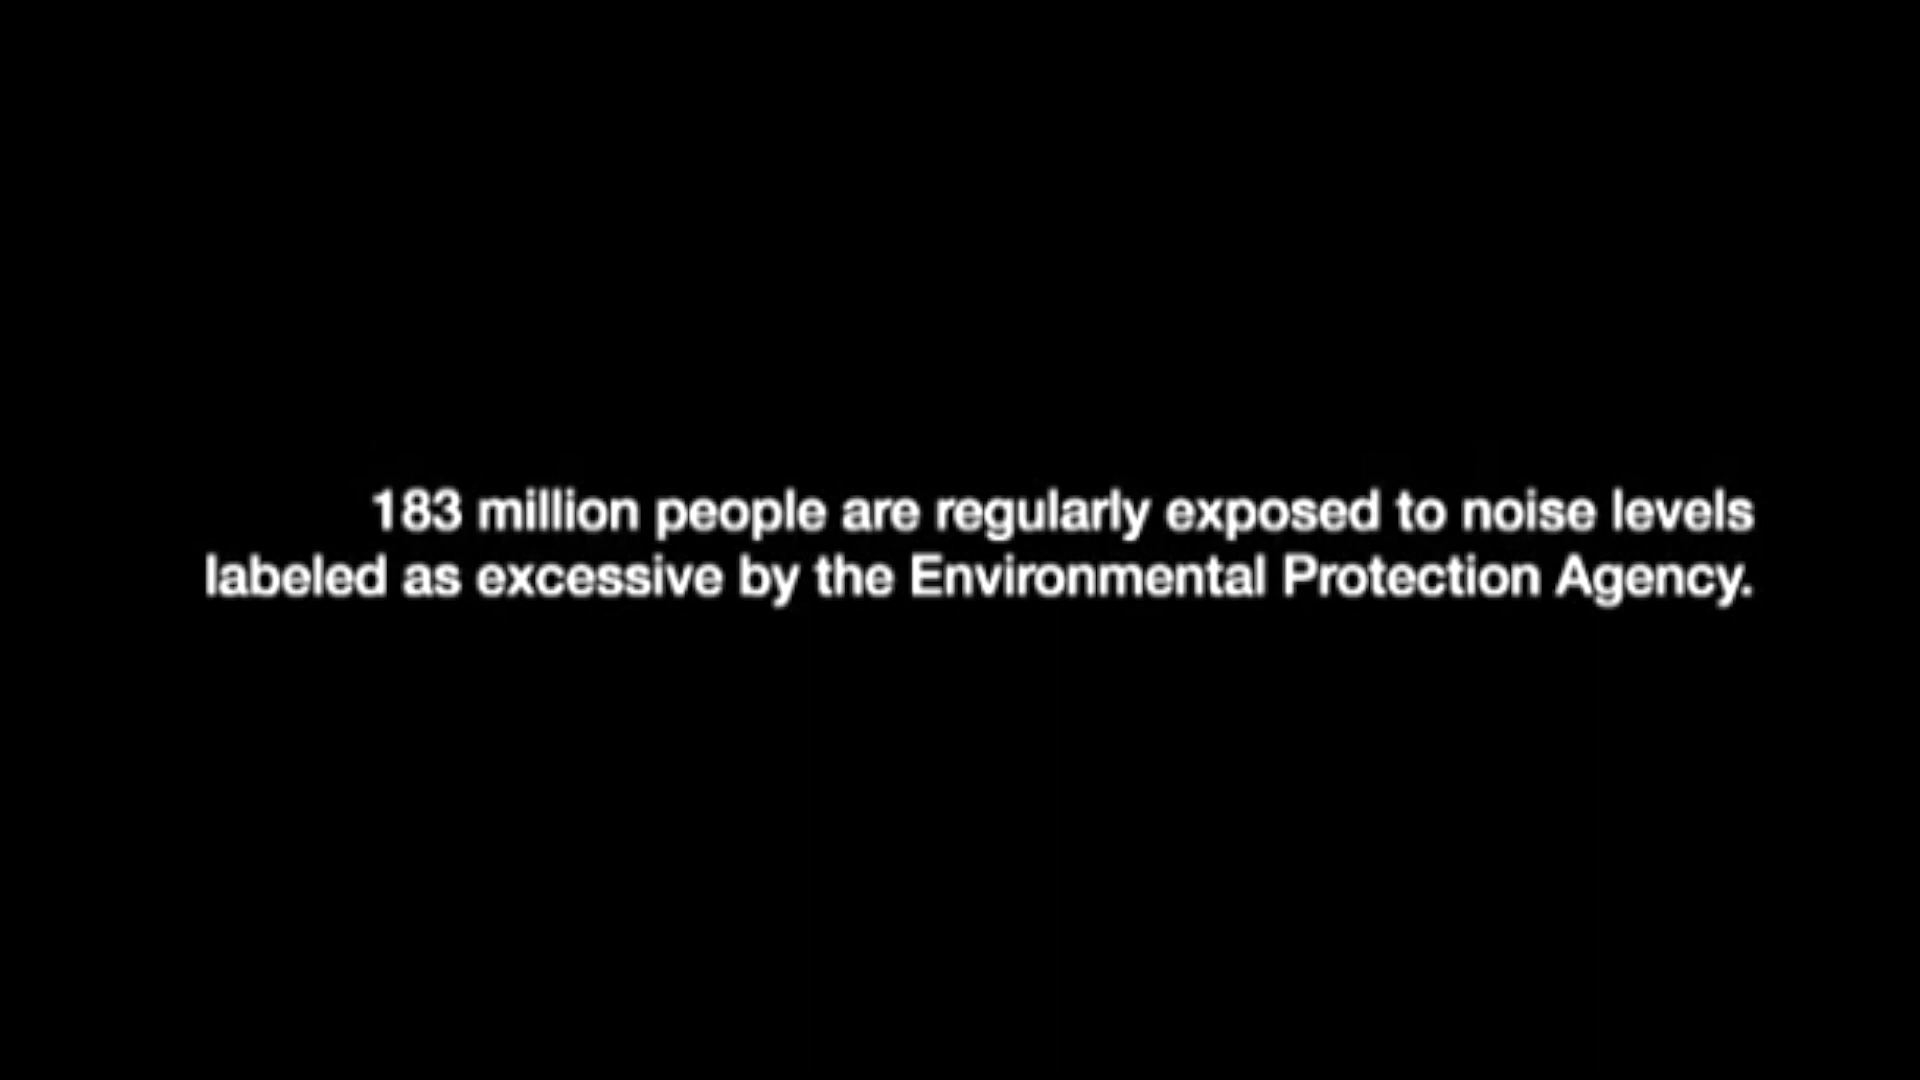 183 million people are regularly exposed to noise levels
labeled as excessive by the Environmental Protection Agency.